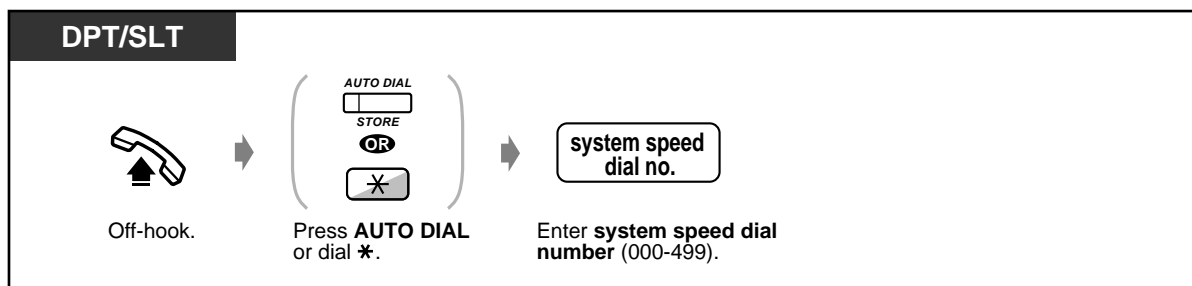 DPT/SLT
AUTO DIAL
STORE
OR
*
system speed
dial no.
Off-hook.
Press AUTO DIAL
or dial *.
Enter system speed dial
number (000-499).